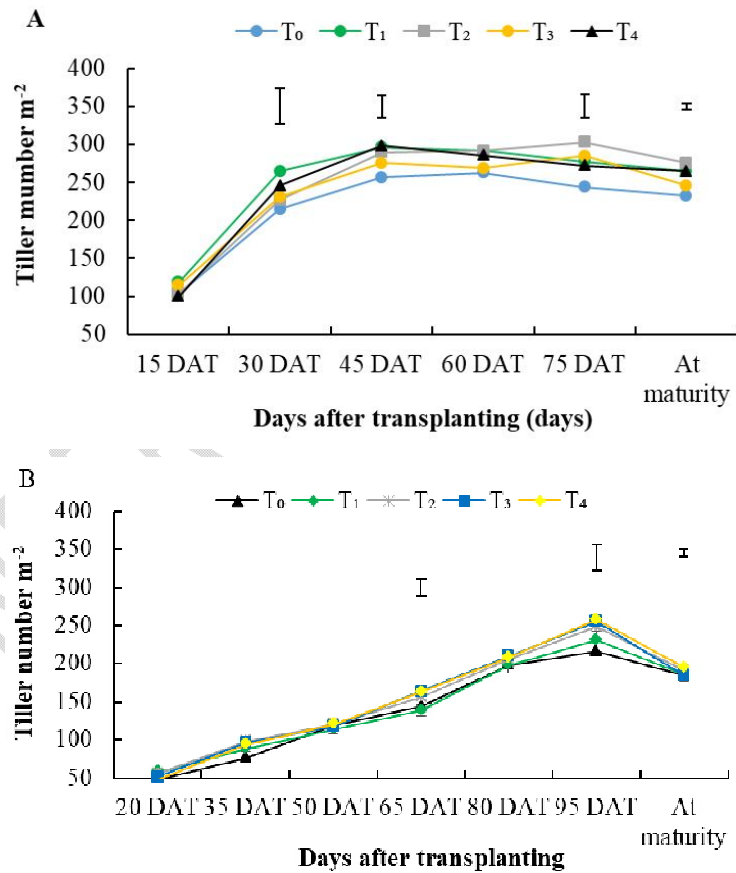 A
T₀ T₁ T₂ T₃ T₄
Tiller mumber m⁻²
400
350
300
250
200
150
100
50
15 DAT 30 DAT 45 DAT 60 DAT 75 DAT At
maturity
Days after transplanting (days)
B
T₀ T₁ T₂ T₃ T₄
Tiller number m⁻²
400
350
300
250
200
150
100
50
20 DAT 35 DAT 50 DAT 65 DAT 80 DAT 95 DAT At
maturity
Days after transplanting